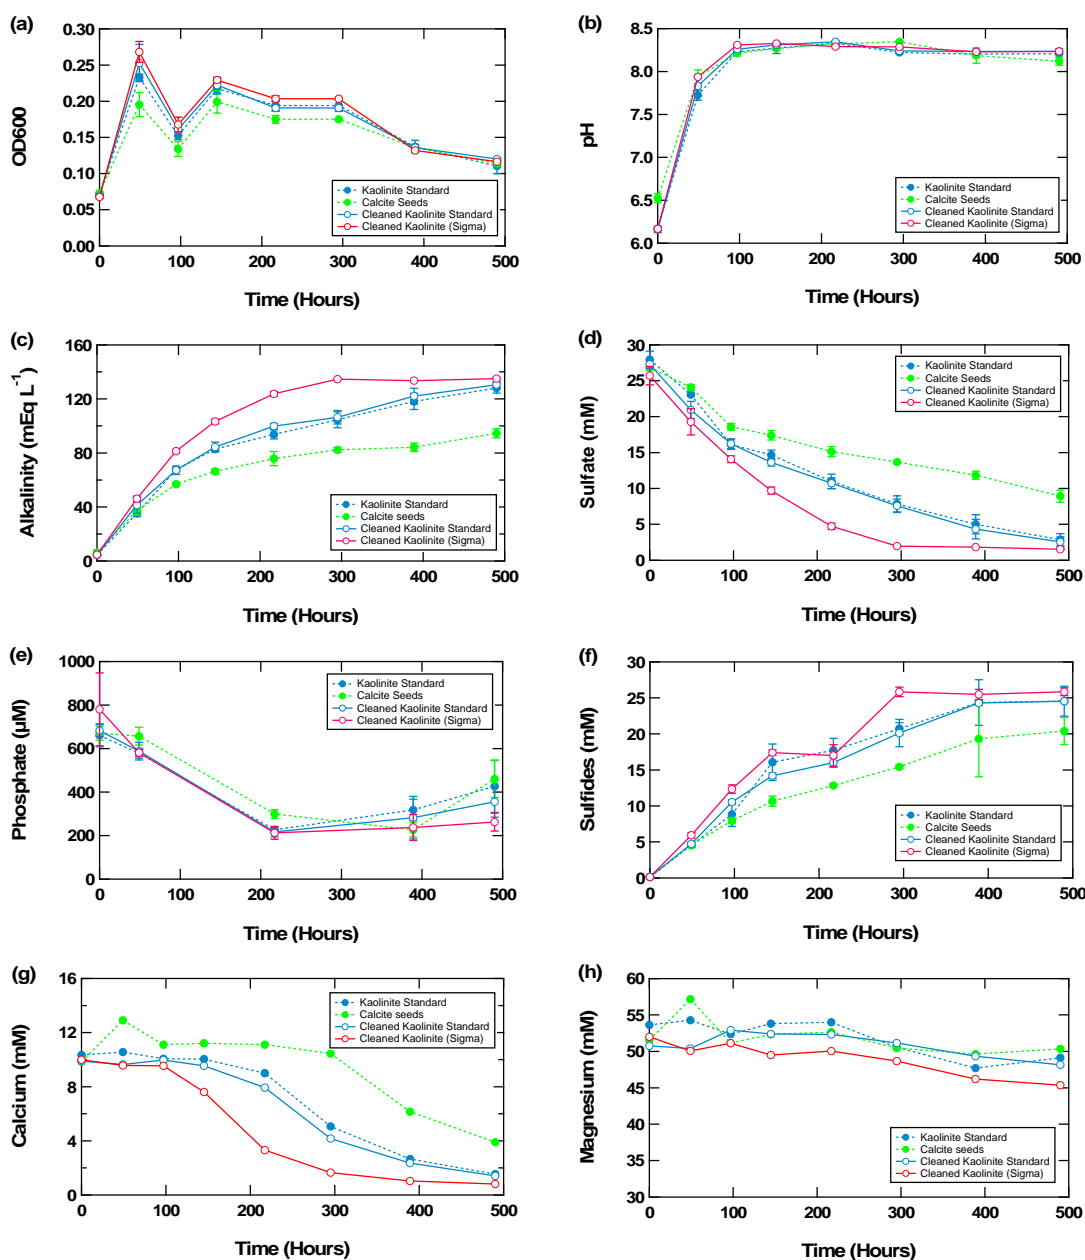 (a)
0.30
0.25
0.20
0.15
0.10
0.05
0.00
OD600
Kaolinite Standard
Calcite Seeds
Cleaned Kaolinite Standard
Cleaned Kaolinite (Sigma)
0 100 200 300 400 500
Time (Hours)
(b)
8.5
8.0
7.5
7.0
6.5
6.0
pH
Kaolinite Standard
Calcite Seeds
Cleaned Kaolinite Standard
Cleaned Kaolinite (Sigma)
0 100 200 300 400 500
Time (Hours)
(c)
160
120
80
40
0
Alkalinity (mEq L⁻¹)
Kaolinite Standard
Calcite seeds
Cleaned Kaolinite Standard
Cleaned Kaolinite (Sigma)
0 100 200 300 400 500
Time (Hours)
(d)
30
25
20
15
10
5
0
Sulfate (mM)
Kaolinite Standard
Calcite Seeds
Cleaned Kaolinite Standard
Cleaned Kaolinite (Sigma)
0 100 200 300 400 500
Time (Hours)
(e)
1000
800
600
400
200
0
Phosphate (µM)
Kaolinite Standard
Calcite Seeds
Cleaned Kaolinite Standard
Cleaned Kaolinite (Sigma)
0 100 200 300 400 500
Time (Hours)
(f)
30
25
20
15
10
5
0
Sulfides (mM)
Kaolinite Standard
Calcite Seeds
Cleaned Kaolinite Standard
Cleaned Kaolinite (Sigma)
0 100 200 300 400 500
Time (Hours)
(g)
16
12
8
4
0
Calcium (mM)
Kaolinite Standard
Calcite seeds
Cleaned Kaolinite Standard
Cleaned Kaolinite (Sigma)
0 100 200 300 400 500
Time (Hours)
(h)
60
55
50
45
40
35
30
Magnesium (mM)
Kaolinite Standard
Calcite seeds
Cleaned Kaolinite Standard
Cleaned Kaolinite (Sigma)
0 100 200 300 400 500
Time (Hours)